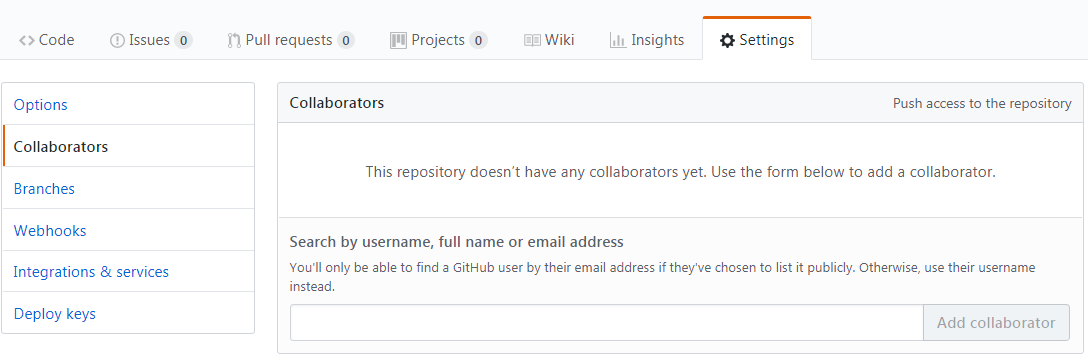 Code Issues 0 Pull requests 0 Projects 0 Wiki Insights Settings
Options
Collaborators
Branches
Webhooks
Integrations & services
Deploy keys
Collaborators Push access to the repository
This repository doesn't have any collaborators yet. Use the form below to add a collaborator.
Search by username, full name or email address
You'll only be able to find a GitHub user by their email address if they've chosen to list it publicly. Otherwise, use their username
instead.
Add collaborator